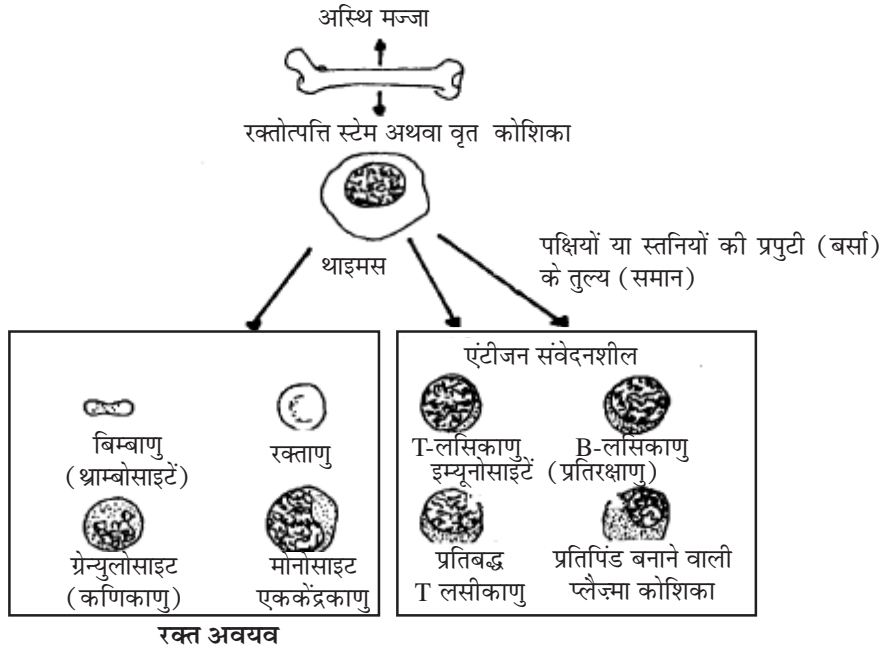 अस्थि मज्जा
रक्तोत्पत्ति स्टेम अथवा वृत कोशिका
थाइमस
पक्षियों या स्तनियों की प्रपुटी (बर्सा)
के तुल्य (समान)
बिम्बाणु
(थ्राम्बोसाइटें)
रक्ताणु
ग्रेन्युलोसाइट
(कणिकाणु)
मोनोसाइट
एककेंद्रकाणु
रक्त अवयव
एंटीजन संवेदनशील
T-लसिकाणु
B-लसिकाणु
इम्यूनोसाइटें (प्रतिरक्षाणु)
प्रतिबद्ध
T लसीकाणु
प्रतिपिंड बनाने वाली
प्लैज़्मा कोशिका